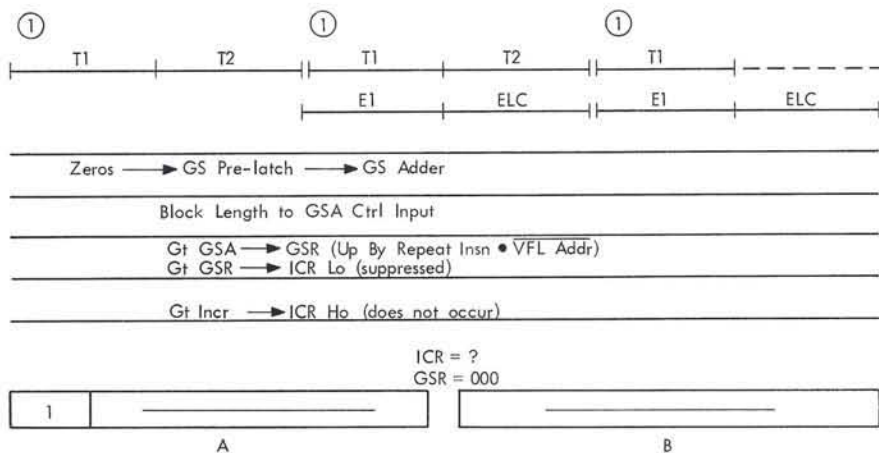 1 1 1
T1 T2 T1 T2 T1
E1 ELC E1 ELC
Zeros → GS Pre-latch → GS Adder
Block Length to GSA Ctrl Input
Gt GSA → GSR (Up By Repeat Insn • V̅F̅L̅ ̅A̅d̅d̅r̅)
Gt GSR → ICR Lo (suppressed)
Gt Incr → ICR Ho (does not occur)
ICR = ?
GSR = 000
1
A B